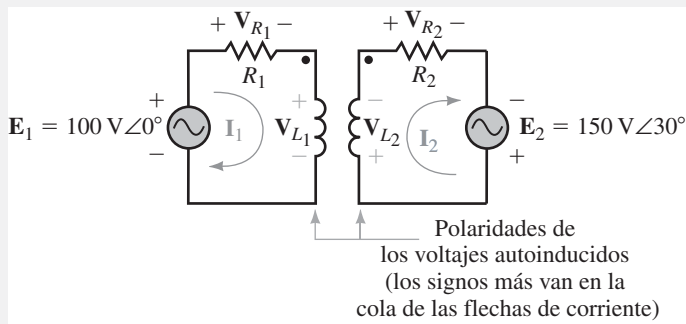 + V_{R_1} − + V_{R_2} −
R_1 R_2
+ + − −
E_1 = 100 V∠0° I_1 V_{L_1} V_{L_2} I_2 E_2 = 150 V∠30°
− − + +
Polaridades de
los voltajes autoinducidos
(los signos más van en la
cola de las flechas de corriente)